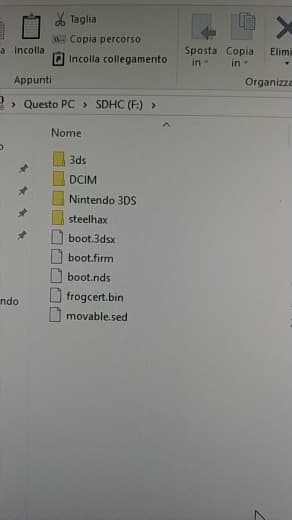 incolla
Taglia
Copia percorso
Incolla collegamento
Sposta
in
Copia
in
Elimi
Appunti
Organizza
Questo PC > SDHC (F:) >
Nome
3ds
DCIM
Nintendo 3DS
steelhax
boot.3dsx
boot.firm
boot.nds
frogcert.bin
movable.sed
ndo